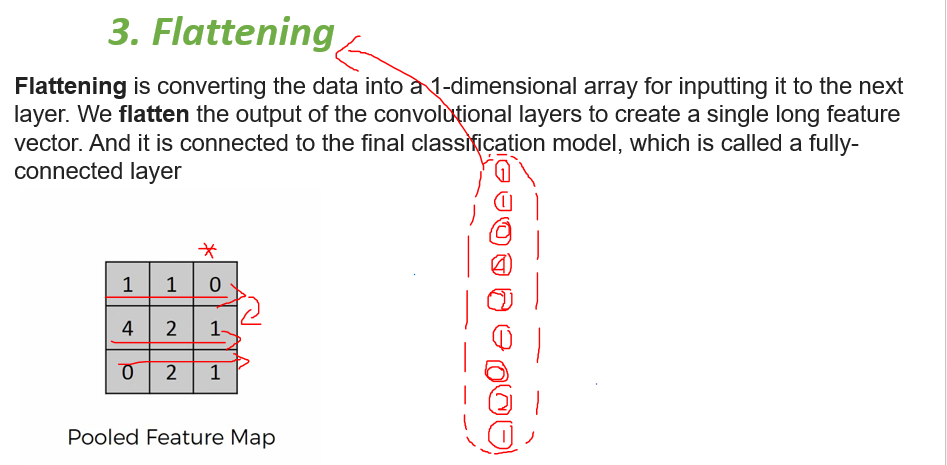 3. Flattening
Flattening is converting the data into a 1-dimensional array for inputting it to the next
layer. We flatten the output of the convolutional layers to create a single long feature
vector. And it is connected to the final classification model, which is called a fully-
connected layer
1 1 0
4 2 1
0 2 1
Pooled Feature Map
1
1
0
4
2
1
0
2
1